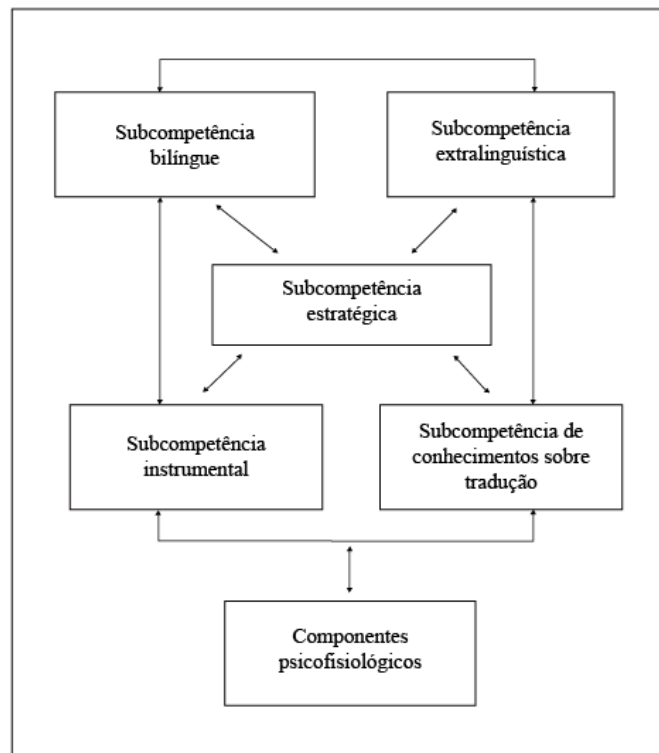 Subcompetência
bilíngue
Subcompetência
extralinguística
Subcompetência
estratégica
Subcompetência
instrumental
Subcompetência de
conhecimentos sobre
tradução
Componentes
psicofisiológicos